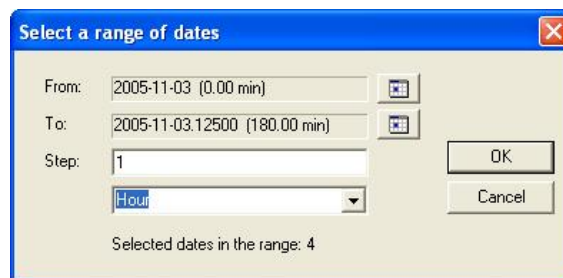 Select a range of dates
From: 2005-11-03 (0.00 min)
To: 2005-11-03.12500 (180.00 min)
Step: 1
OK
Hour
Cancel
Selected dates in the range: 4